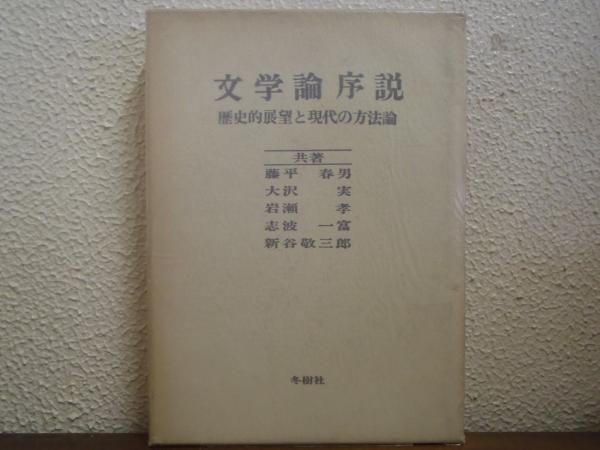 文学論序説
歴史的展望と現代の方法論
共著
藤平 春男
大沢 実
岩瀬 孝
志波 一富
新谷敬三郎
冬樹社